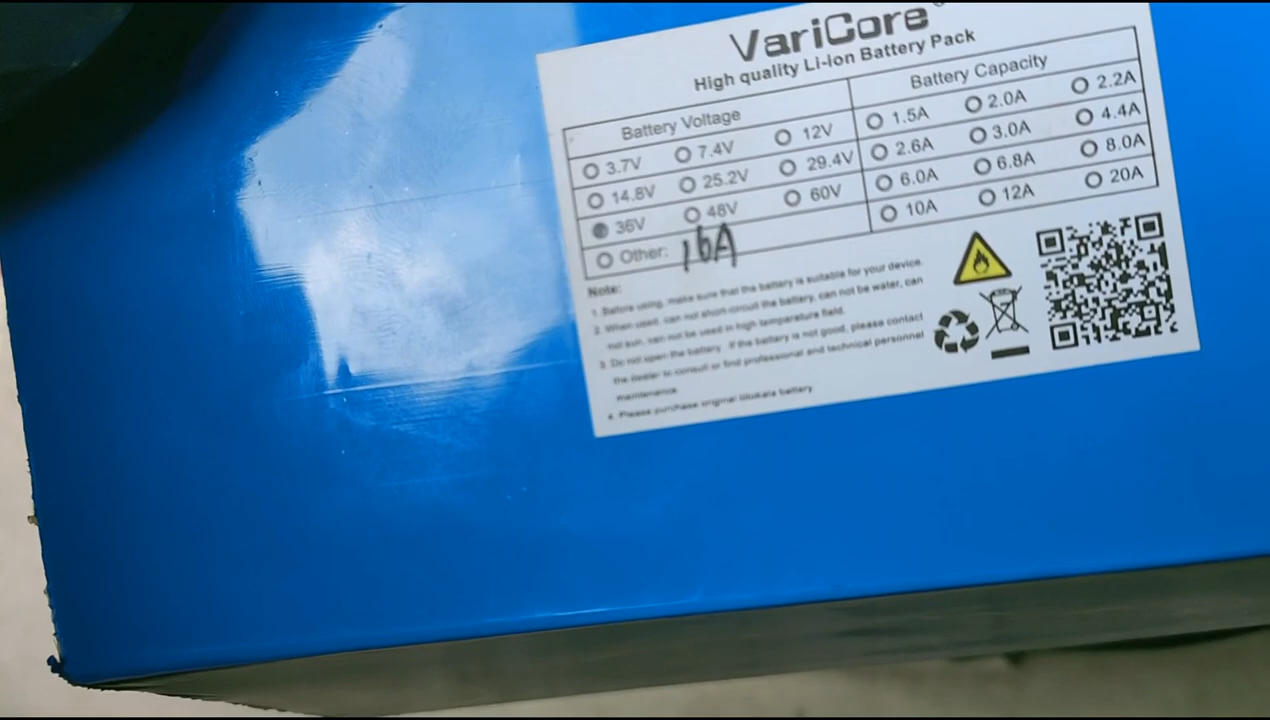 VariCore
High quality Li-ion Battery Pack
Battery Voltage
Battery Capacity
3.7V 7.4V 12V
1.5A 2.0A 2.2A
14.8V 25.2V 29.4V
2.6A 3.0A 4.4A
36V 48V 60V
6.0A 6.8A 8.0A
Other: 16A
10A 12A 20A
Note:
1. Before using, make sure that the battery is suitable for your device.
2. When used, can not short-circuit the battery, can not be water, can
not sun, can not be used in high temperature field.
3. Do not open the battery. If the battery is not good, please contact
the dealer to consult or find professional and technical personnel
maintenance.
4. Please purchase original battery